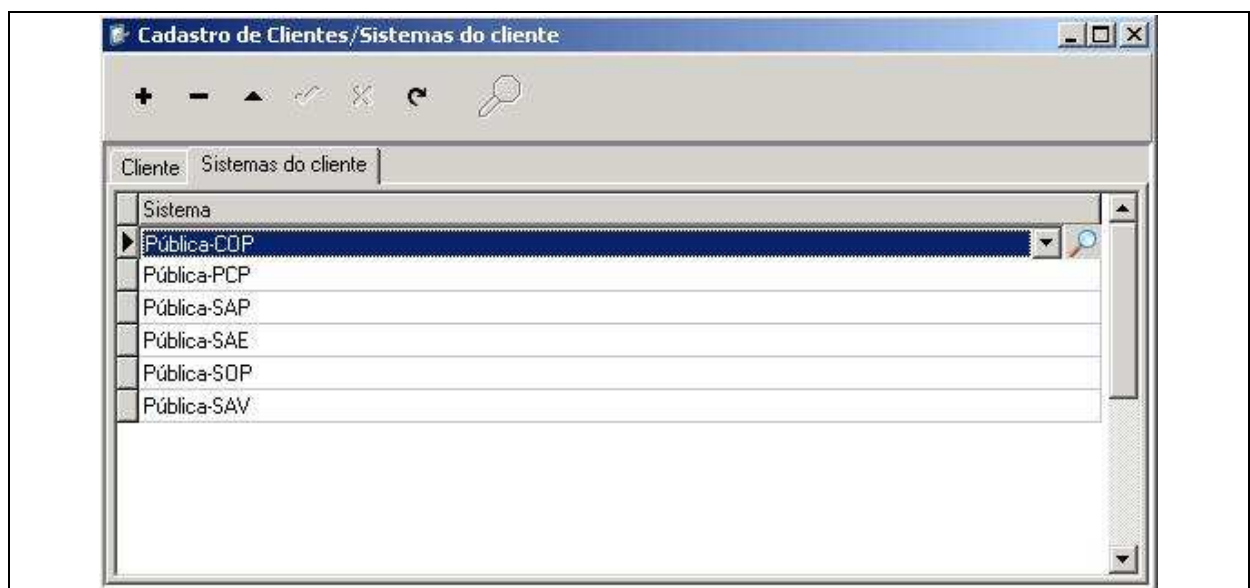 Cadastro de Clientes/Sistemas do cliente
Cliente Sistemas do cliente
Sistema
Pública-COP
Pública-PCP
Pública-SAP
Pública-SAE
Pública-SOP
Pública-SAV